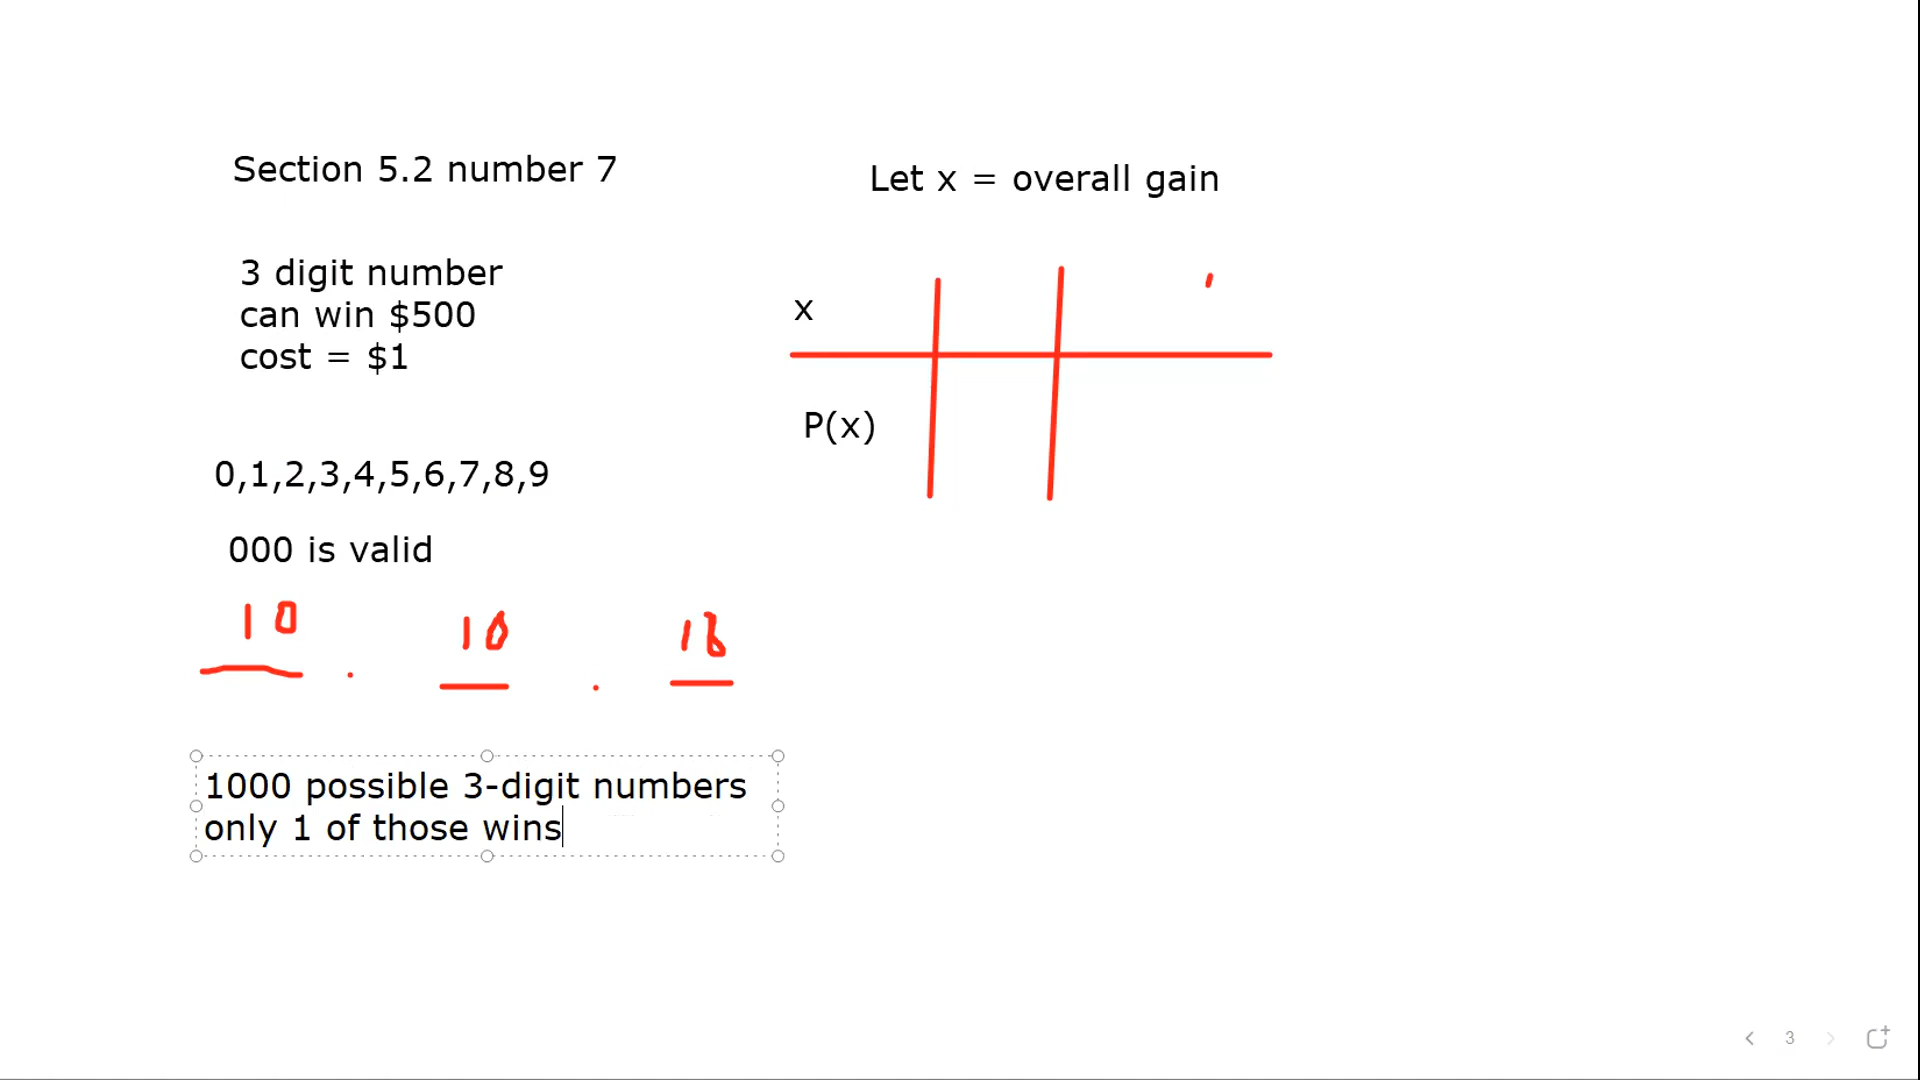 Section 5.2 number 7
Let x = overall gain
3 digit number
can win $500
cost = $1
x
P(x)
0,1,2,3,4,5,6,7,8,9
000 is valid
10 . 10 . 10
1000 possible 3-digit numbers
only 1 of those wins
3